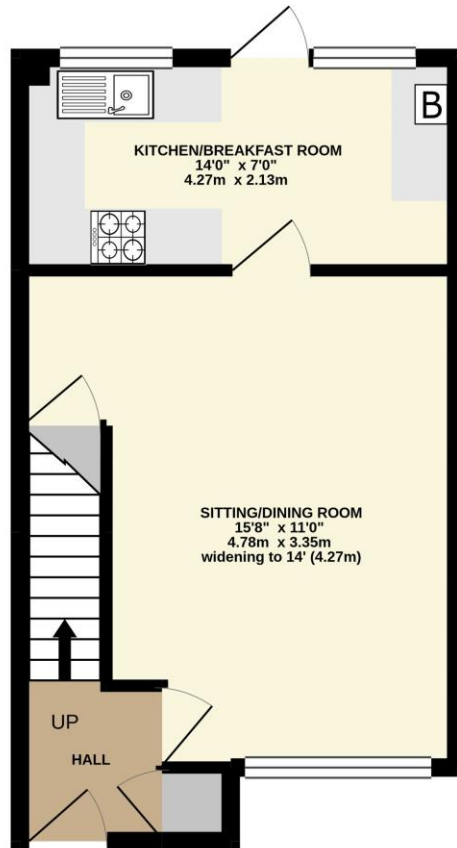 B
KITCHEN/BREAKFAST ROOM
14'0" x 7'0"
4.27m x 2.13m
SITTING/DINING ROOM
15'8" x 11'0"
4.78m x 3.35m
widening to 14' (4.27m)
UP
HALL